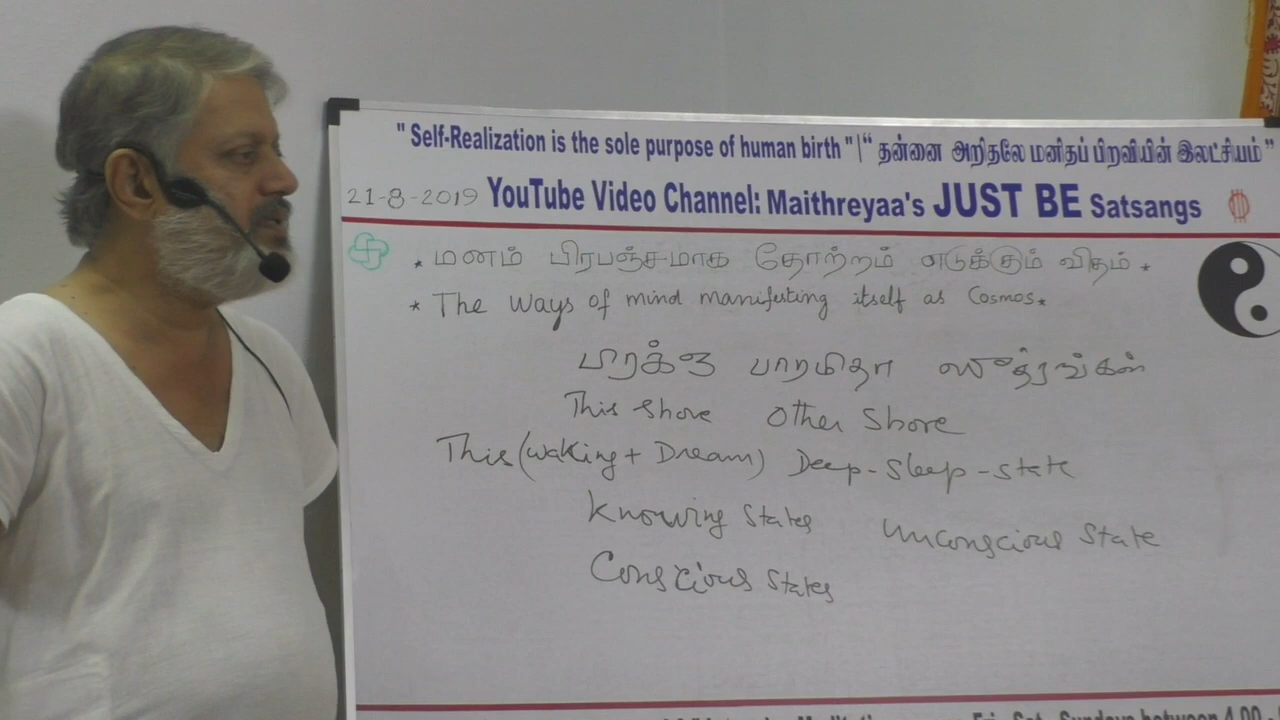 " Self-Realization is the sole purpose of human birth " | " தன்னை அறிதலே மனிதப் பிறவியின் இலட்சியம் "
21-8-2019 YouTube Video Channel: Maithreyaa's JUST BE Satsangs
* மனம் பிரபஞ்சமாக தோற்றம் எடுக்கும் விதம் *
* The ways of mind manifesting itself as Cosmos *
பாரமிதா ஸூத்ரங்கள்
This Shore Other Shore
This (Waking + Dream) Deep-Sleep-State
Knowing States Unconscious State
Conscious States